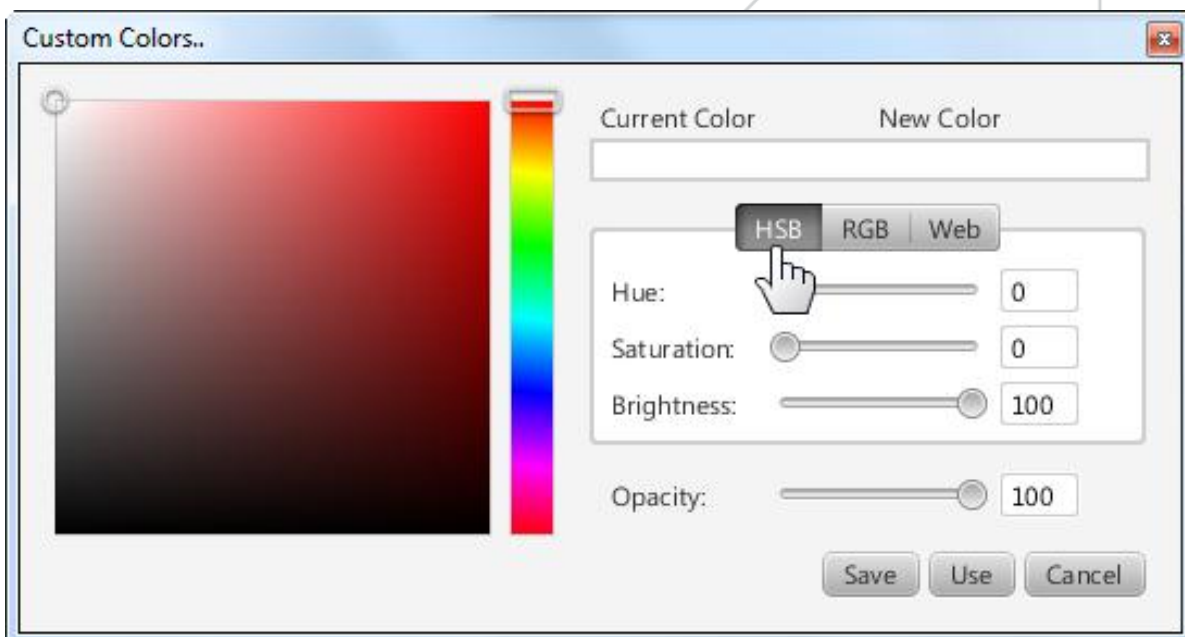 Custom Colors..
Current Color New Color
HSB RGB Web
Hue: 0
Saturation: 0
Brightness: 100
Opacity: 100
Save Use Cancel